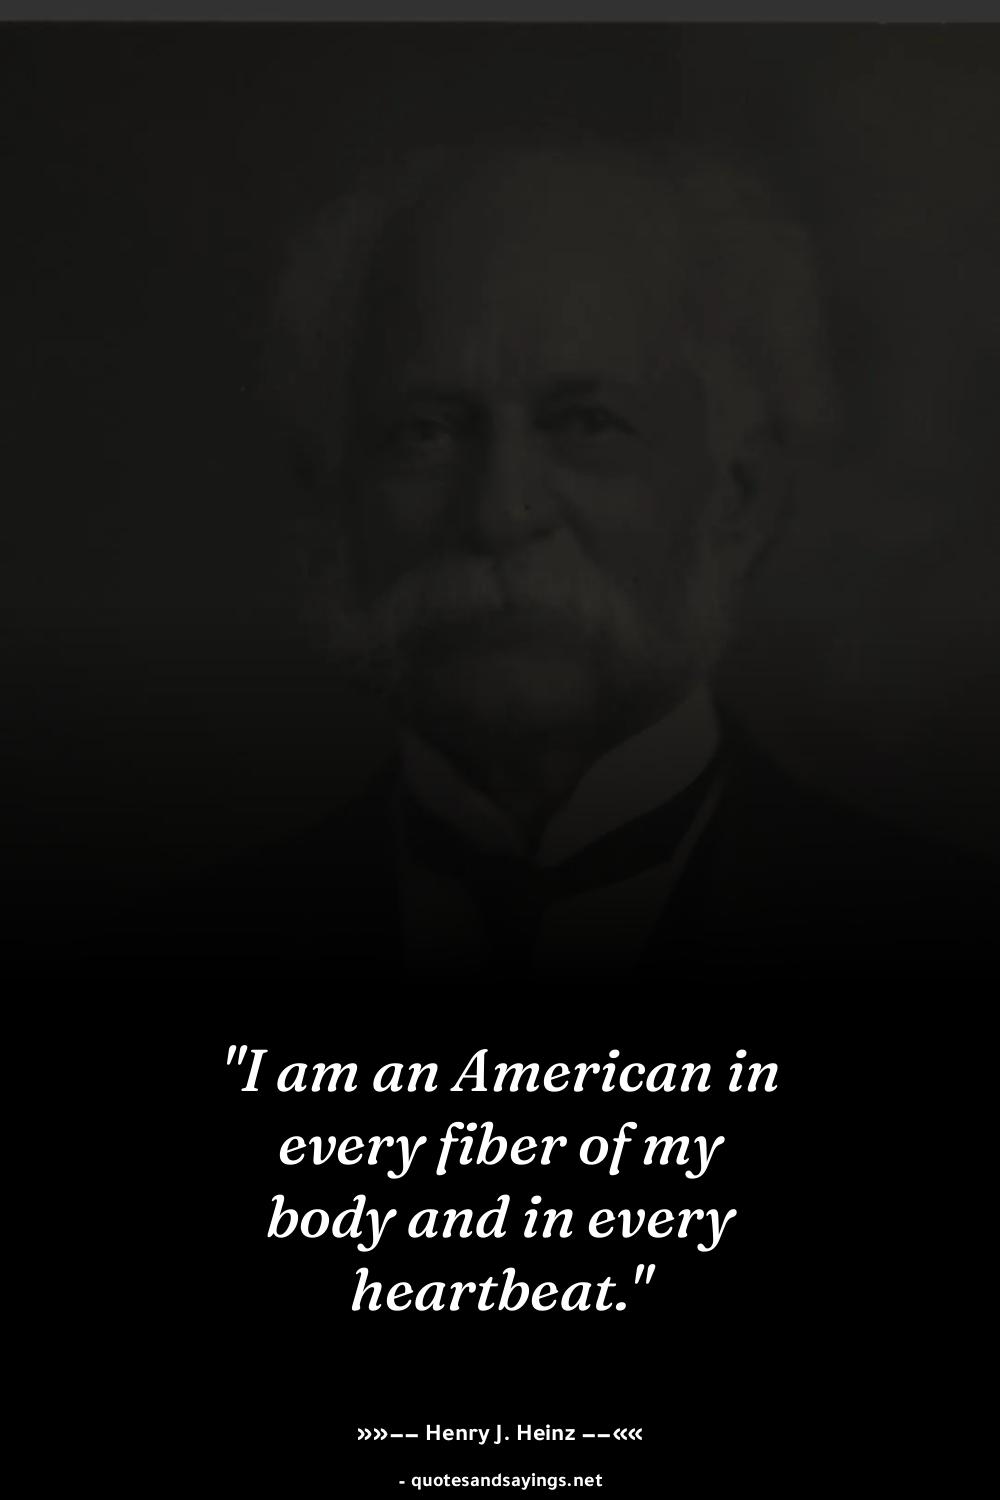 "I am an American in
every fiber of my
body and in every
heartbeat."
»»−− Henry J. Heinz −−««
- quotesandsayings.net